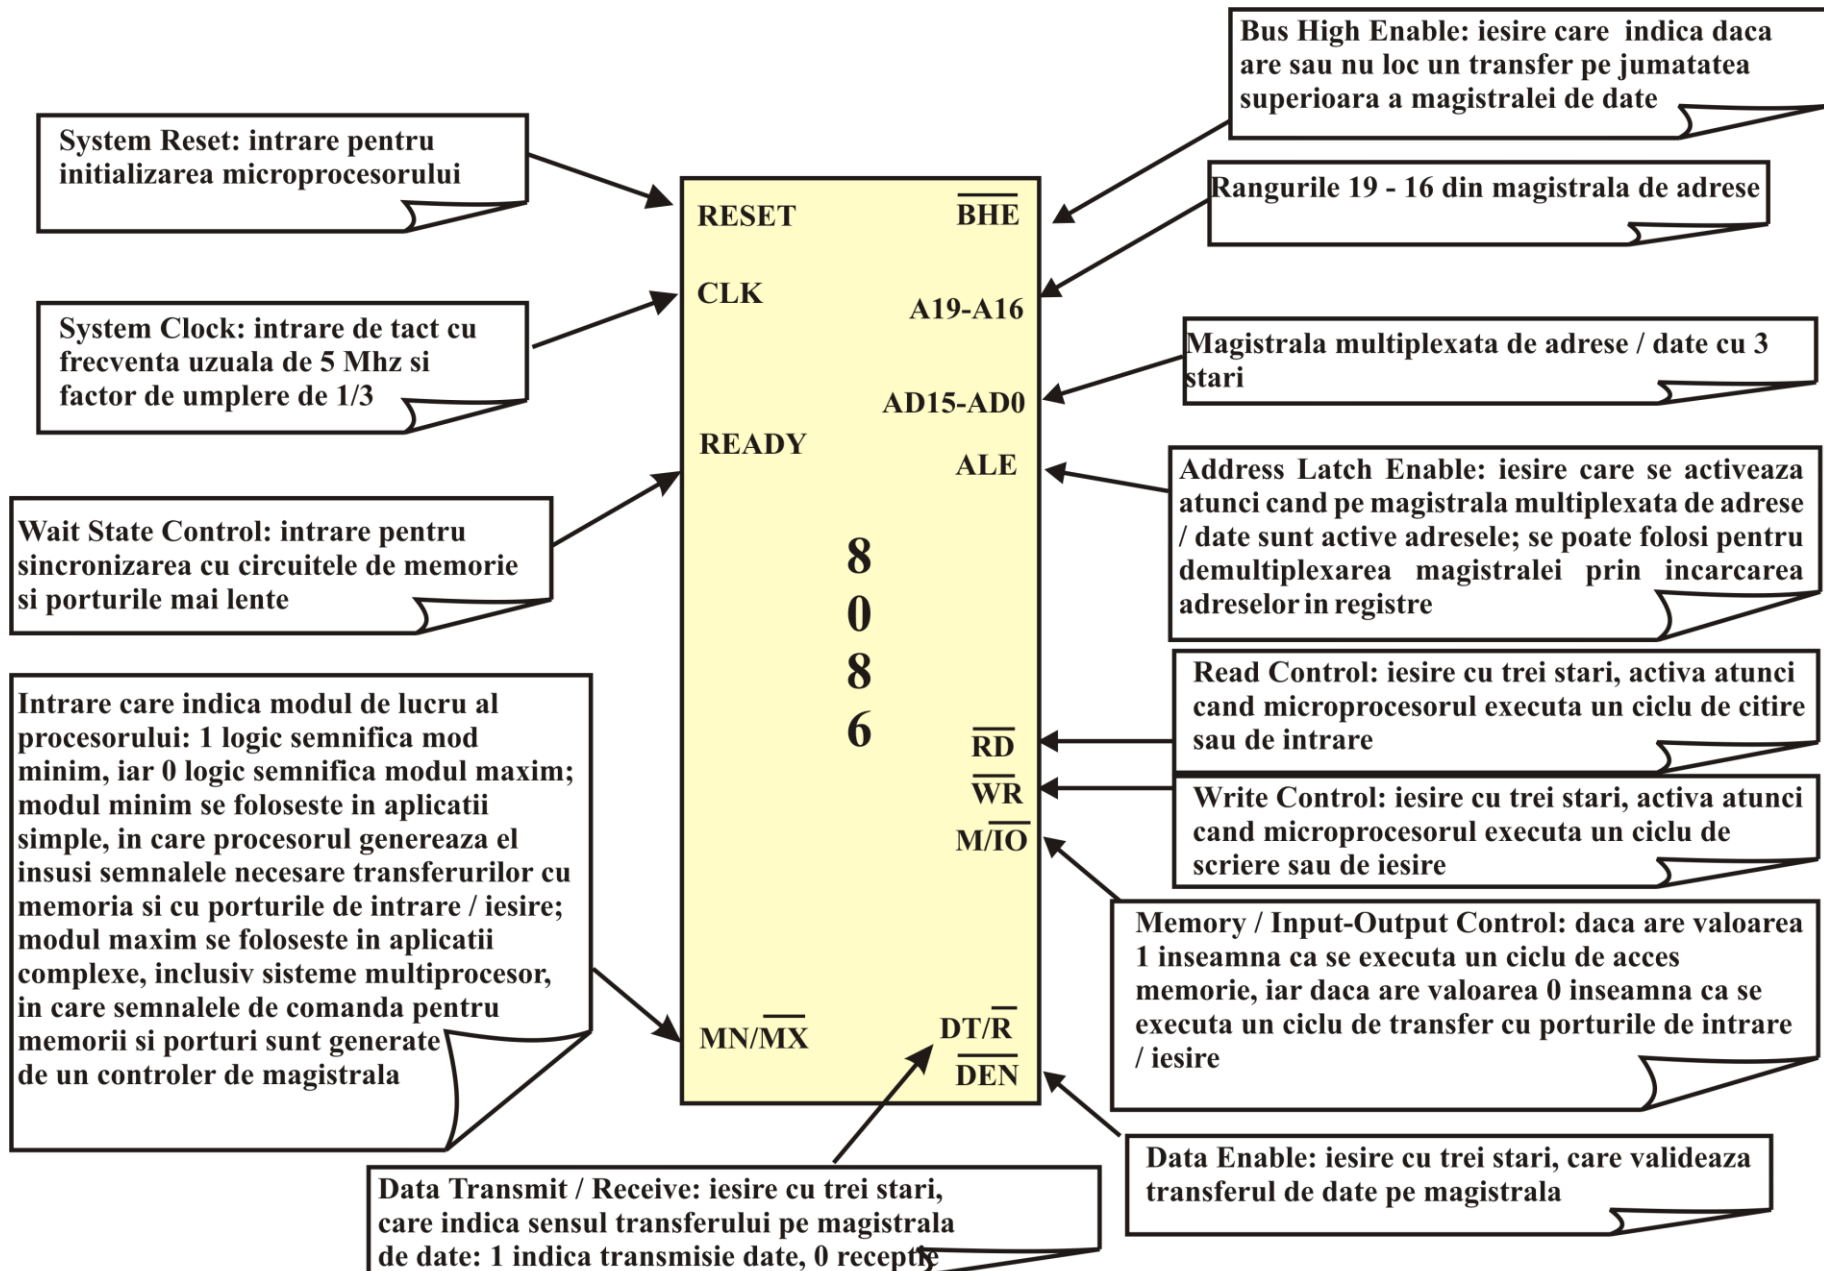 Bus High Enable: iesire care indica daca
are sau nu loc un transfer pe jumatatea
superioara a magistralei de date
System Reset: intrare pentru
initializarea microprocesorului
Rangurile 19 - 16 din magistrala de adrese
RESET
BHE
CLK
A19-A16
System Clock: intrare de tact cu
frecventa uzuala de 5 Mhz si
factor de umplere de 1/3
Magistrala multiplexata de adrese / date cu 3
stari
AD15-AD0
READY
ALE
Address Latch Enable: iesire care se activeaza
atunci cand pe magistrala multiplexata de adrese
/ date sunt active adresele; se poate folosi pentru
demultiplexarea magistralei prin incarcarea
adreselor in registre
Wait State Control: intrare pentru
sincronizarea cu circuitele de memorie
si porturile mai lente
8
0
8
6
Read Control: iesire cu trei stari, activa atunci
cand microprocesorul executa un ciclu de citire
sau de intrare
RD
WR
M/IO
Write Control: iesire cu trei stari, activa atunci
cand microprocesorul executa un ciclu de
scriere sau de iesire
Intrare care indica modul de lucru al
procesorului: 1 logic semnifica mod
minim, iar 0 logic semnifica modul maxim;
modul minim se foloseste in aplicatii
simple, in care procesorul genereaza el
insusi semnalele necesare transferurilor cu
memoria si cu porturile de intrare / iesire;
modul maxim se foloseste in aplicatii
complexe, inclusiv sisteme multiprocesor,
in care semnalele de comanda pentru
memorii si porturi sunt generate
de un controler de magistrala
Memory / Input-Output Control: daca are valoarea
1 inseamna ca se executa un ciclu de acces
memorie, iar daca are valoarea 0 inseamna ca se
executa un ciclu de transfer cu porturile de intrare
/ iesire
MN/MX
DT/R
DEN
Data Enable: iesire cu trei stari, care valideaza
transferul de date pe magistrala
Data Transmit / Receive: iesire cu trei stari,
care indica sensul transferului pe magistrala
de date: 1 indica transmisie date, 0 receptie